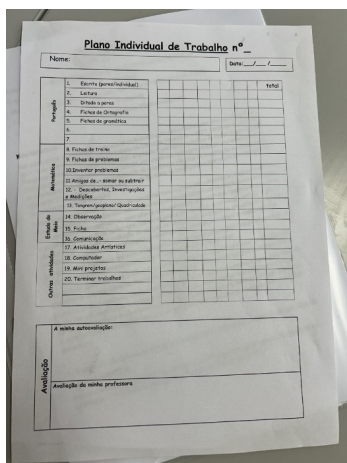 Plano Individual de Trabalho nº_
Nome:
Data:___/___/____
total
Português
1. Escrita (pares/individual)
2. Leitura
3. Ditado a pares
4. Fichas de Ortografia
5. Fichas de gramática
6.
7.
Matemática
8. Fichas de treino
9. Fichas de problemas
10. Inventar problemas
11. Amigos do... somar ou subtrair
12. Descobertas, Investigações
e Medições
13. Tangram/geoplano/ Quadriculado
Estudo do
Meio
14. Observação
15. Ficha
16. Comunicação
Outras atividades
17. Atividades Artísticas
18. Computador
19. Mini projetos
20. Terminar trabalhos
Avaliação
A minha autoavaliação:
Avaliação da minha professora